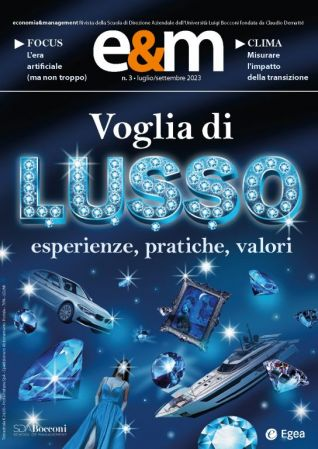 economia&management Rivista della Scuola di Direzione Aziendale dell'Università Luigi Bocconi fondata da Claudio Demattè
FOCUS
L'era
artificiale
(ma non troppo)
e&m
n. 3 • luglio/settembre 2023
CLIMA
Misurare
l'impatto
della transizione
Voglia di
LUSSO
esperienze, pratiche, valori
SDA Bocconi
SCHOOL OF MANAGEMENT
Egea